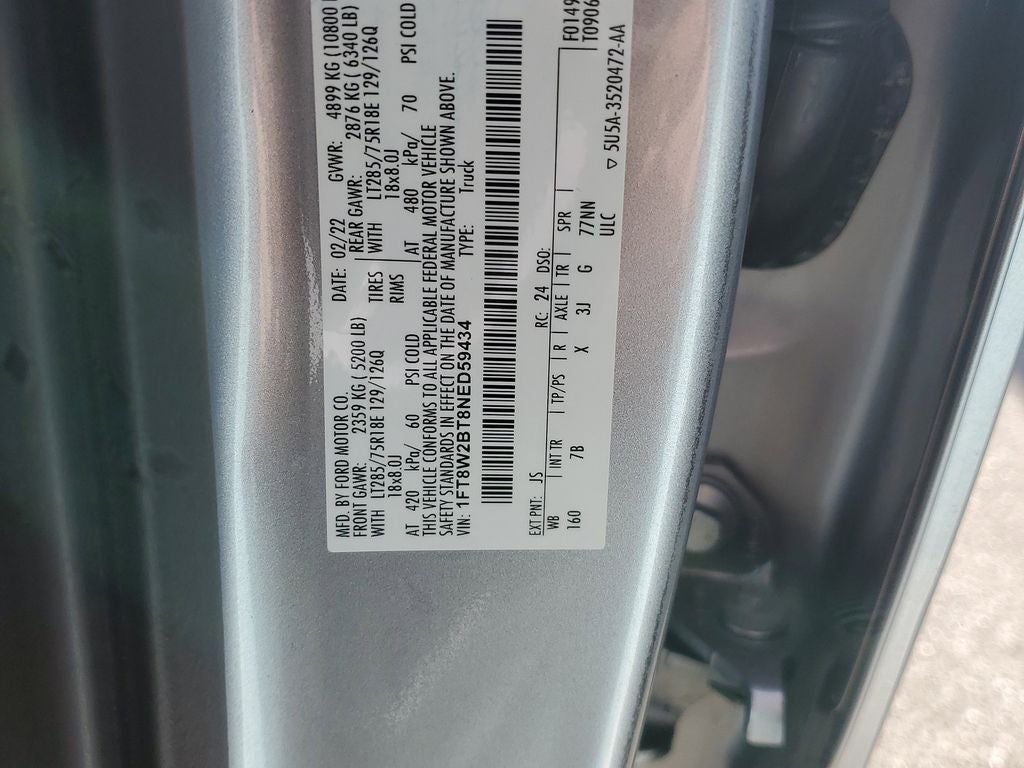 MFD. BY FORD MOTOR CO. DATE: 02/22 GVWR: 4899 KG (10800
FRONT GAWR: 2359 KG ( 5200 LB) REAR GAWR: 2876 KG ( 6340 LB)
WITH LT285/75R18E 129/126Q TIRES WITH LT285/75R18E 129/126Q
18x8.0J RIMS 18x8.0J
AT 420 kPa/ 60 PSI COLD AT 480 kPa/ 70 PSI COLD
THIS VEHICLE CONFORMS TO ALL APPLICABLE FEDERAL MOTOR VEHICLE
SAFETY STANDARDS IN EFFECT ON THE DATE OF MANUFACTURE SHOWN ABOVE.
VIN: 1FT8W2BT8NED59434 TYPE: Truck
F0149
T0906
EXT PNT: JS RC: 24 DSO:
WB | INT TR | TP/PS | R | AXLE | TR | SPR |
160 7B X 3J G 77NN
ULC
▽ 5U5A-3520472-AA